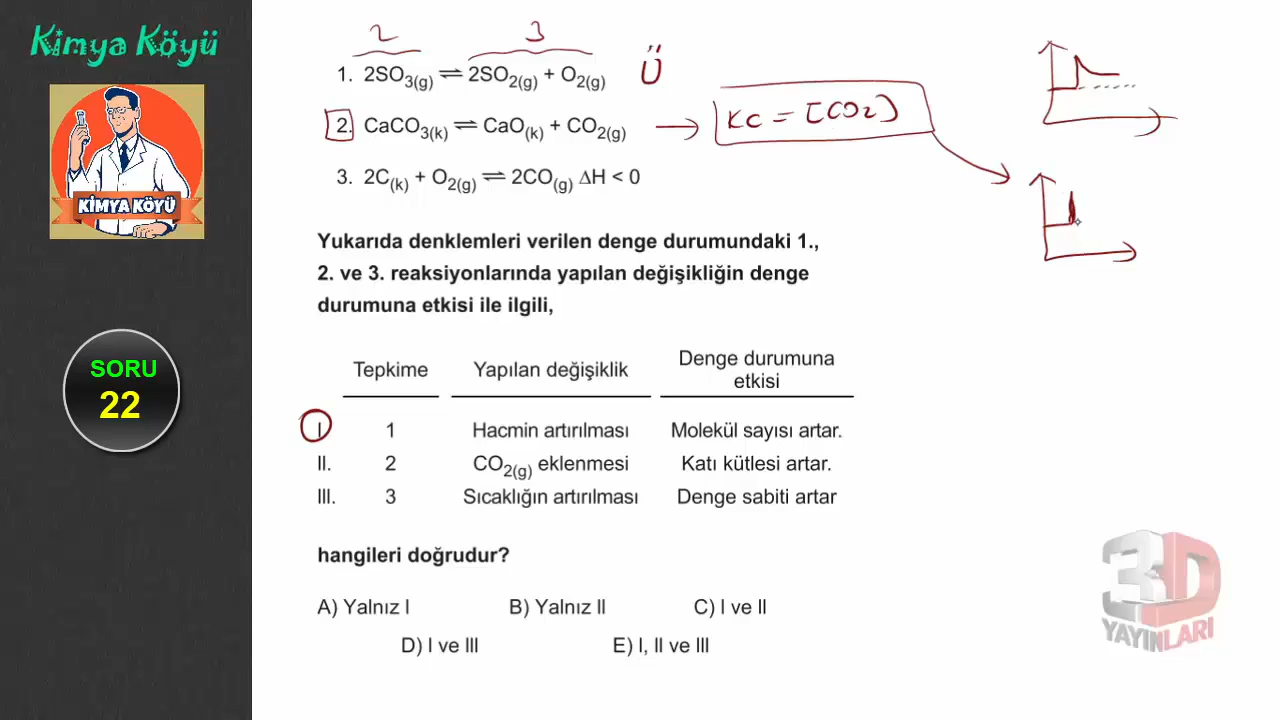 Kimya Köyü
KİMYA KÖYÜ
SORU
22
2 3
1. 2SO3(g) ⇌ 2SO2(g) + O2(g) Ü
2. CaCO3(k) ⇌ CaO(k) + CO2(g) → Kc = [CO2]
3. 2C(k) + O2(g) ⇌ 2CO(g) ΔH < 0
Yukarıda denklemleri verilen denge durumundaki 1.,
2. ve 3. reaksiyonlarında yapılan değişikliğin denge
durumuna etkisi ile ilgili,
Tepkime Yapılan değişiklik Denge durumuna
etkisi
I 1 Hacmin artırılması Molekül sayısı artar.
II. 2 CO2(g) eklenmesi Katı kütlesi artar.
III. 3 Sıcaklığın artırılması Denge sabiti artar
hangileri doğrudur?
A) Yalnız I B) Yalnız II C) I ve II
D) I ve III E) I, II ve III
3D
YAYINLARI